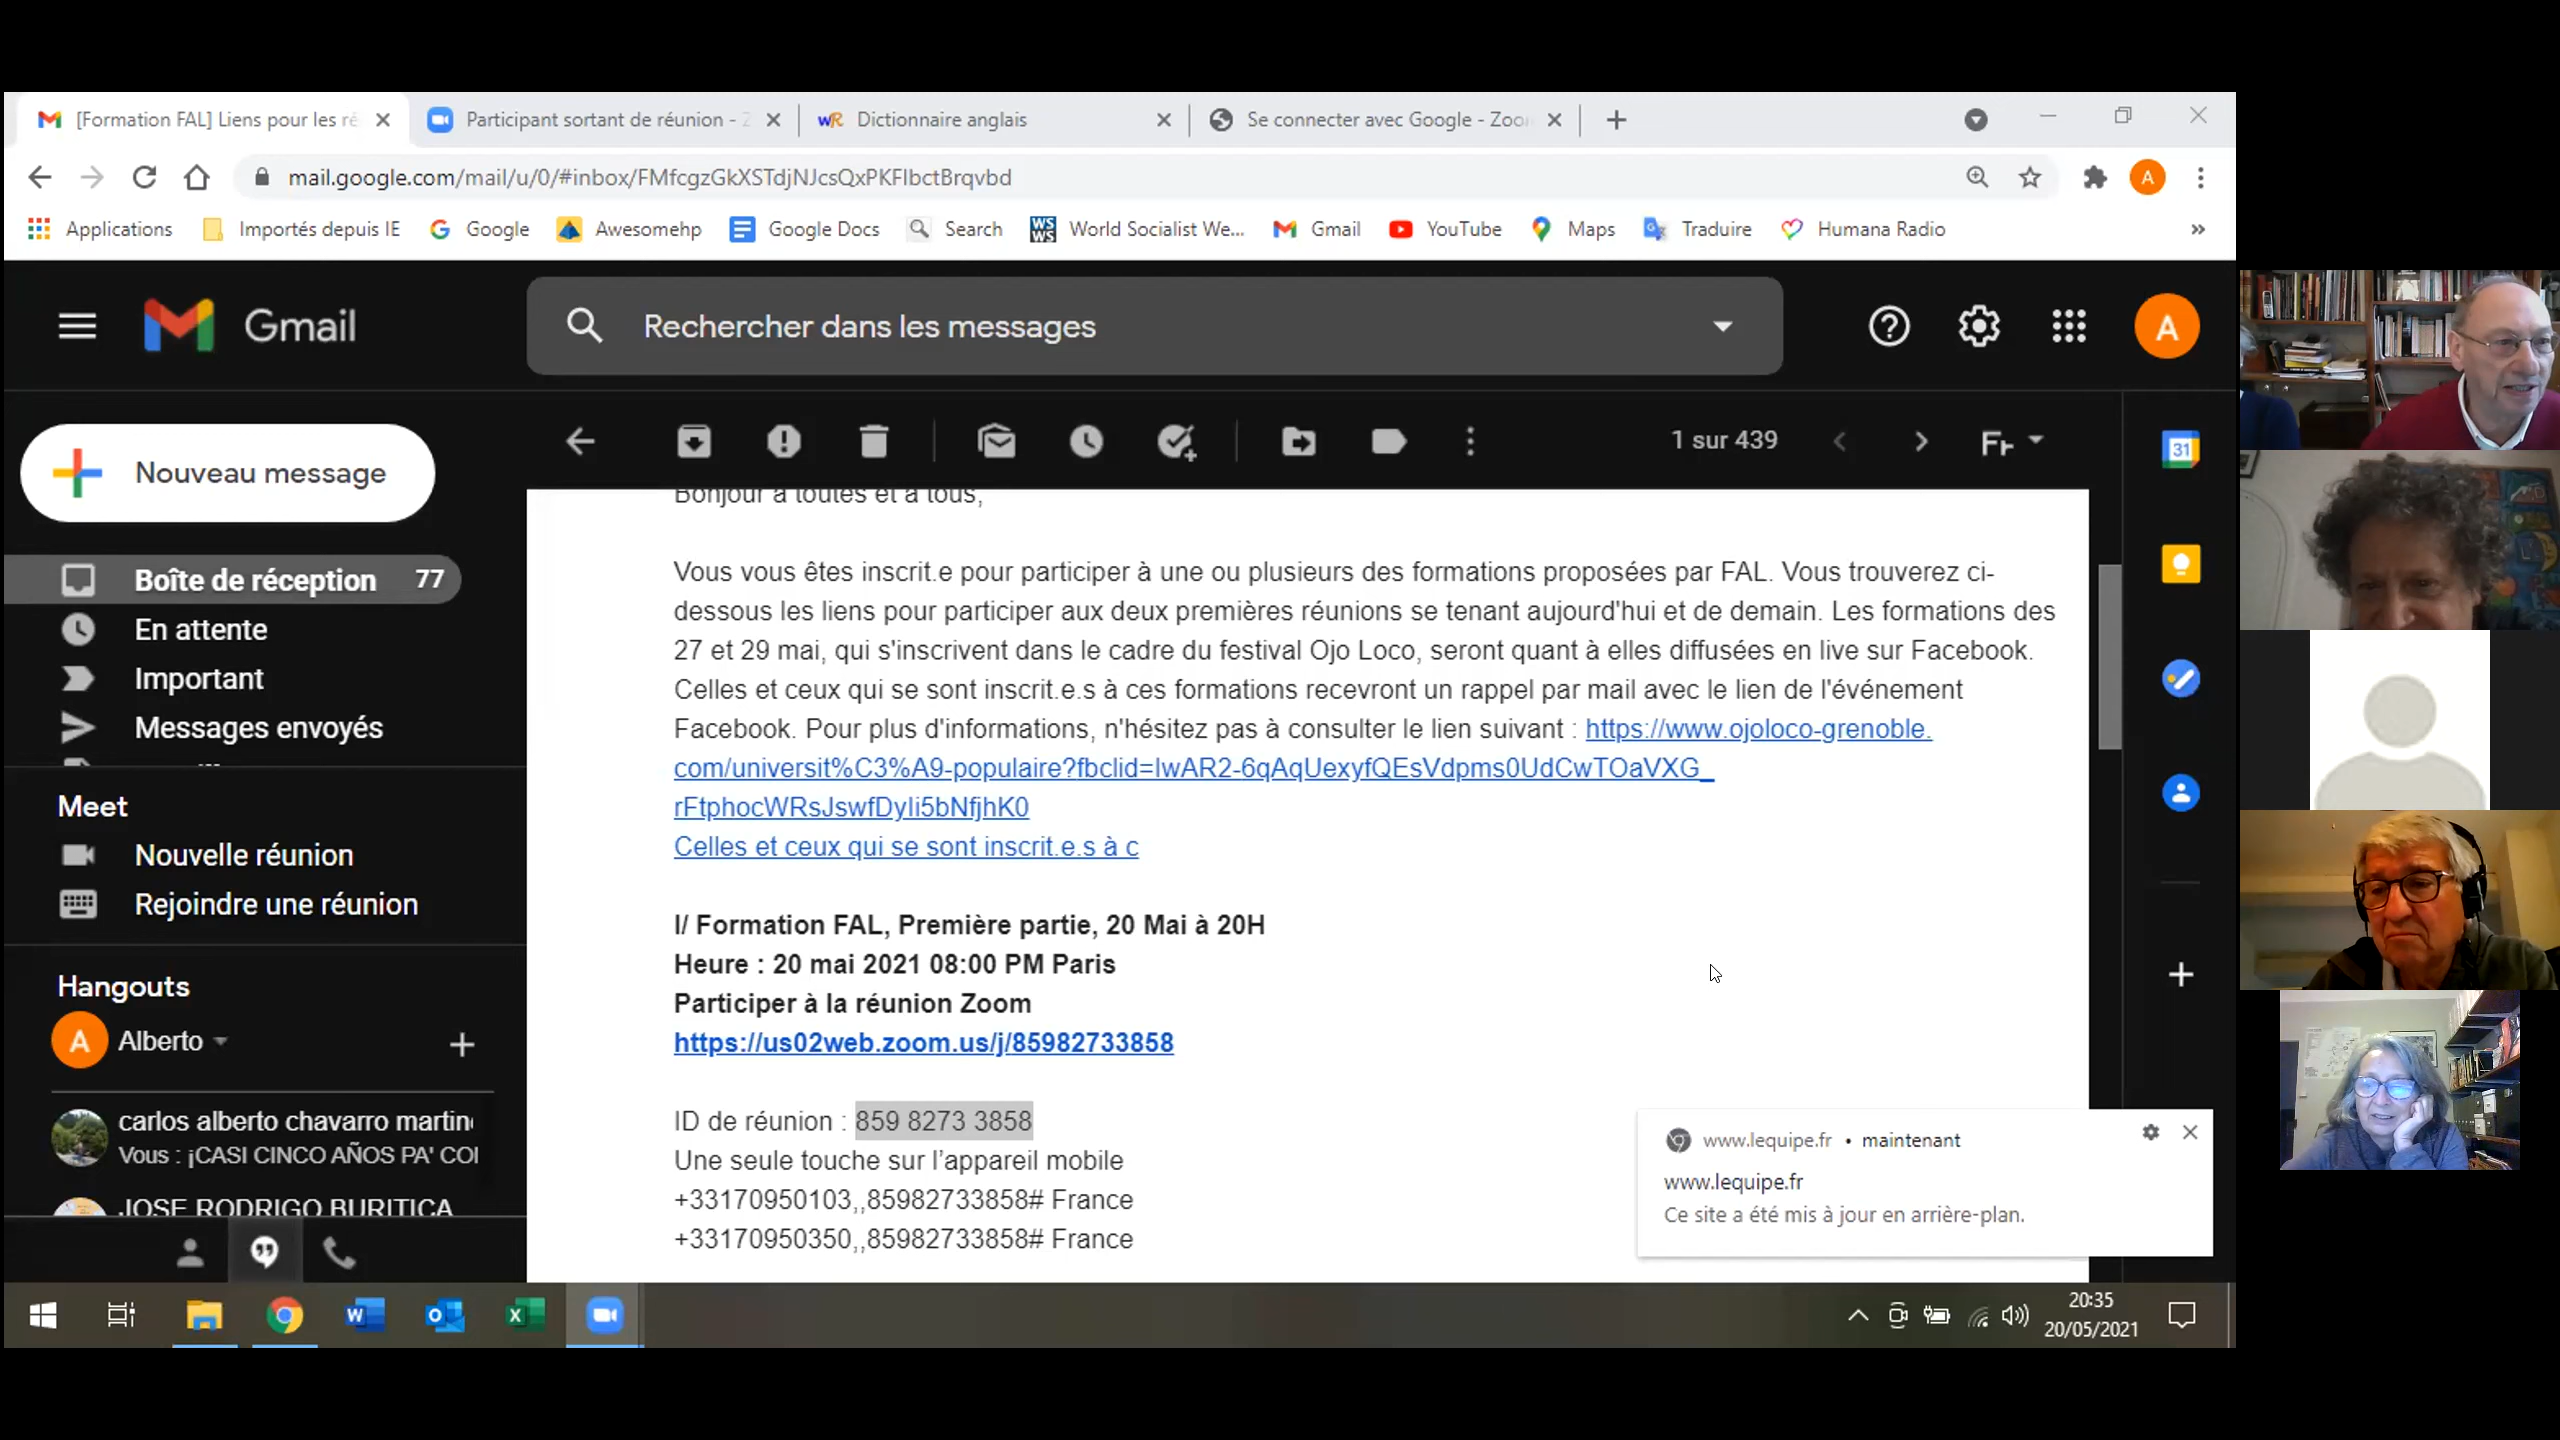 [Formation FAL] Liens pour les ré
Participant sortant de réunion - Z
Dictionnaire anglais
Se connecter avec Google - Zoo
mail.google.com/mail/u/0/#inbox/FMfcgzGkXSTdjNJcsQxPKFlbctBrqvbd
A
Applications
Importés depuis IE
Google
Awesomehp
Google Docs
Search
World Socialist We...
Gmail
YouTube
Maps
Traduire
Humana Radio
»
Gmail
Rechercher dans les messages
A
Nouveau message
1 sur 439
Fr
31
Boîte de réception 77
En attente
Important
Messages envoyés
Meet
Nouvelle réunion
Rejoindre une réunion
Hangouts
A Alberto
carlos alberto chavarro martin
Vous : ¡CASI CINCO AÑOS PA' COI
JOSE RODRIGO BURITICA
Bonjour à toutes et à tous,
Vous vous êtes inscrit.e pour participer à une ou plusieurs des formations proposées par FAL. Vous trouverez ci-
dessous les liens pour participer aux deux premières réunions se tenant aujourd'hui et de demain. Les formations des
27 et 29 mai, qui s'inscrivent dans le cadre du festival Ojo Loco, seront quant à elles diffusées en live sur Facebook.
Celles et ceux qui se sont inscrit.e.s à ces formations recevront un rappel par mail avec le lien de l'événement
Facebook. Pour plus d'informations, n'hésitez pas à consulter le lien suivant : https://www.ojoloco-grenoble.
com/universit%C3%A9-populaire?fbclid=IwAR2-6qAqUexyfQEsVdpms0UdCwTOaVXG_
rFtphocWRsJswfDyIi5bNfjhK0
Celles et ceux qui se sont inscrit.e.s à c
I/ Formation FAL, Première partie, 20 Mai à 20H
Heure : 20 mai 2021 08:00 PM Paris
Participer à la réunion Zoom
https://us02web.zoom.us/j/85982733858
ID de réunion : 859 8273 3858
Une seule touche sur l'appareil mobile
+33170950103,,85982733858# France
+33170950350,,85982733858# France
www.lequipe.fr • maintenant
www.lequipe.fr
Ce site a été mis à jour en arrière-plan.
20:35
20/05/2021